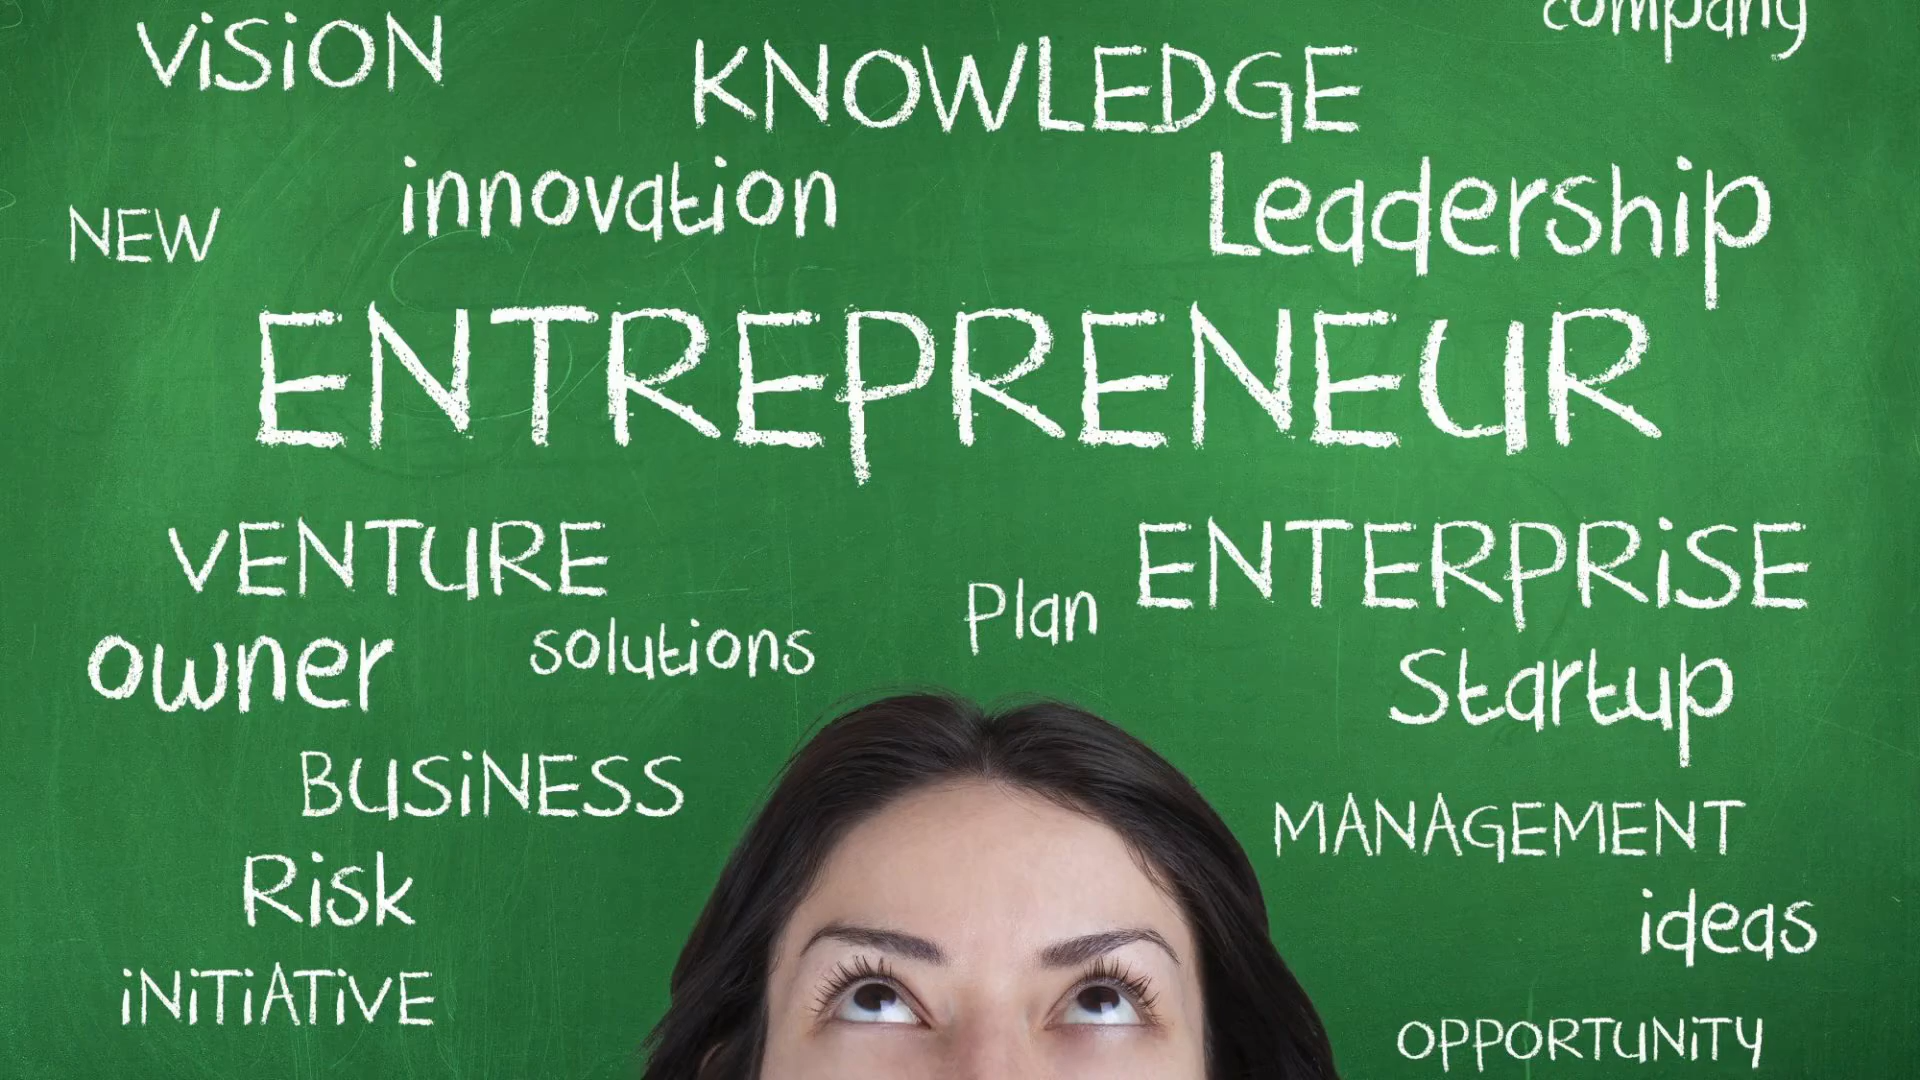 company
ViSiON
KNOWLEDGE
innovation
Leadership
NEW
ENTREPRENEUR
VENTURE
ENTERPRiSE
Plan
owner
solutions
Startup
BUSiNESS
MANAGEMENT
Risk
ideas
iNiTiATiVE
OPPORTUNiTY